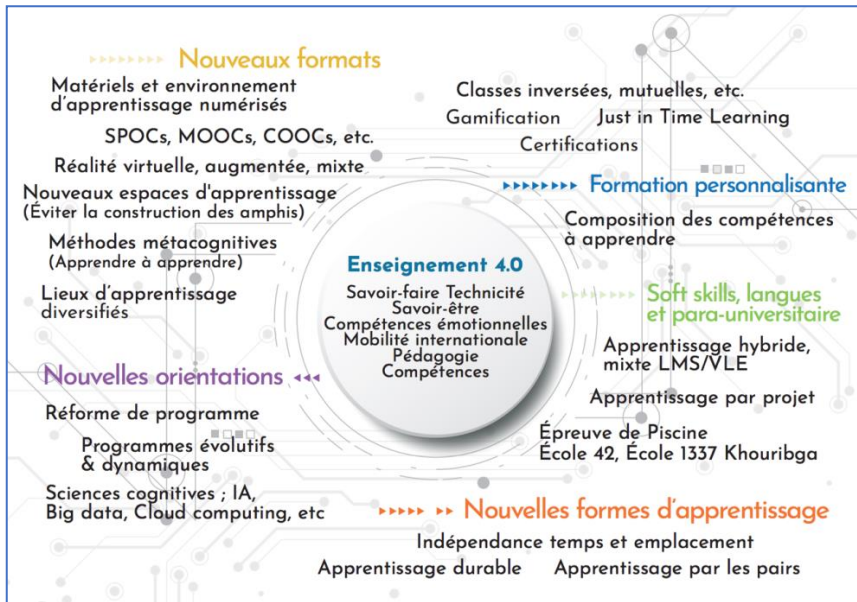 Nouveaux formats
Matériels et environnement
d'apprentissage numérisés
SPOCs, MOOCs, COOCs, etc.
Réalité virtuelle, augmentée, mixte
Nouveaux espaces d'apprentissage
(Éviter la construction des amphis)
Méthodes métacognitives
(Apprendre à apprendre)
Lieux d'apprentissage
diversifiés
Classes inversées, mutuelles, etc.
Gamification Just in Time Learning
Certifications
Formation personnalisante
Composition des compétences
à apprendre
Enseignement 4.0
Savoir-faire Technicité
Savoir-être
Compétences émotionnelles
Mobilité internationale
Pédagogie
Compétences
Soft skills, langues
et para-universitaire
Apprentissage hybride,
mixte LMS/VLE
Apprentissage par projet
Épreuve de Piscine
École 42, École 1337 Khouribga
Nouvelles orientations
Réforme de programme
Programmes évolutifs
& dynamiques
Sciences cognitives ; IA,
Big data, Cloud computing, etc
Nouvelles formes d'apprentissage
Indépendance temps et emplacement
Apprentissage durable Apprentissage par les pairs